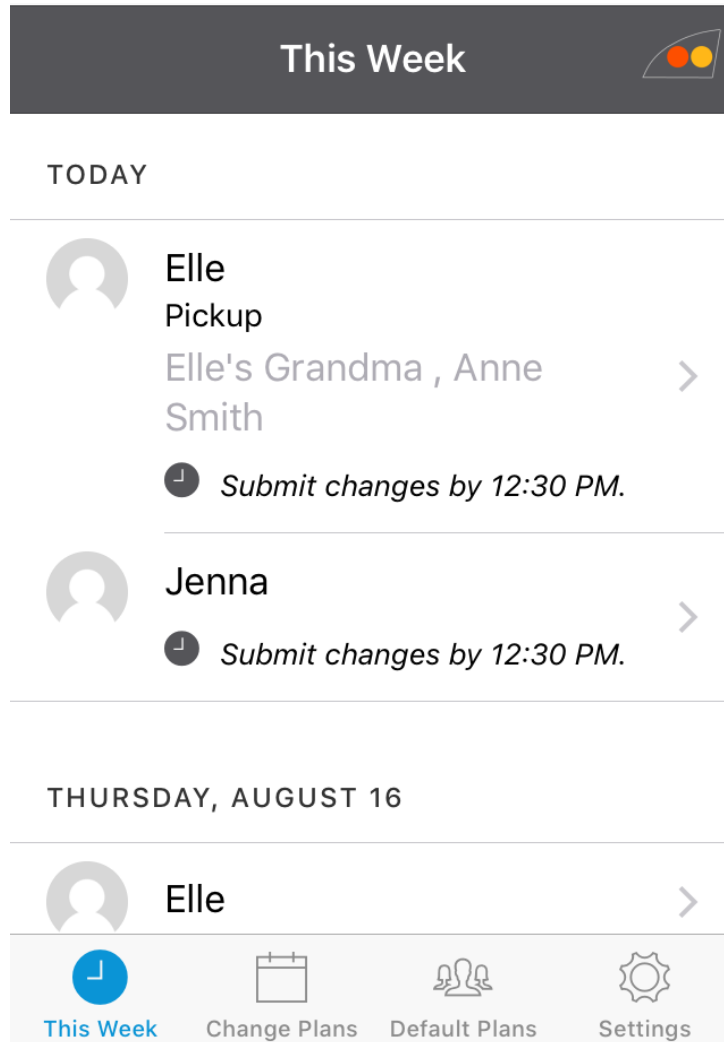 This Week
TODAY
Elle
Pickup
Elle's Grandma , Anne
Smith
Submit changes by 12:30 PM.
Jenna
Submit changes by 12:30 PM.
THURSDAY, AUGUST 16
Elle
This Week
Change Plans
Default Plans
Settings